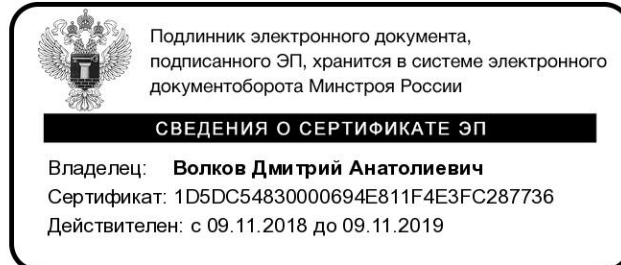 Подлинник электронного документа,
подписанного ЭП, хранится в системе электронного
документоборота Минстроя России
СВЕДЕНИЯ О СЕРТИФИКАТЕ ЭП
Владелец: Волков Дмитрий Анатолиевич
Сертификат: 1D5DC54830000694E811F4E3FC287736
Действителен: с 09.11.2018 до 09.11.2019